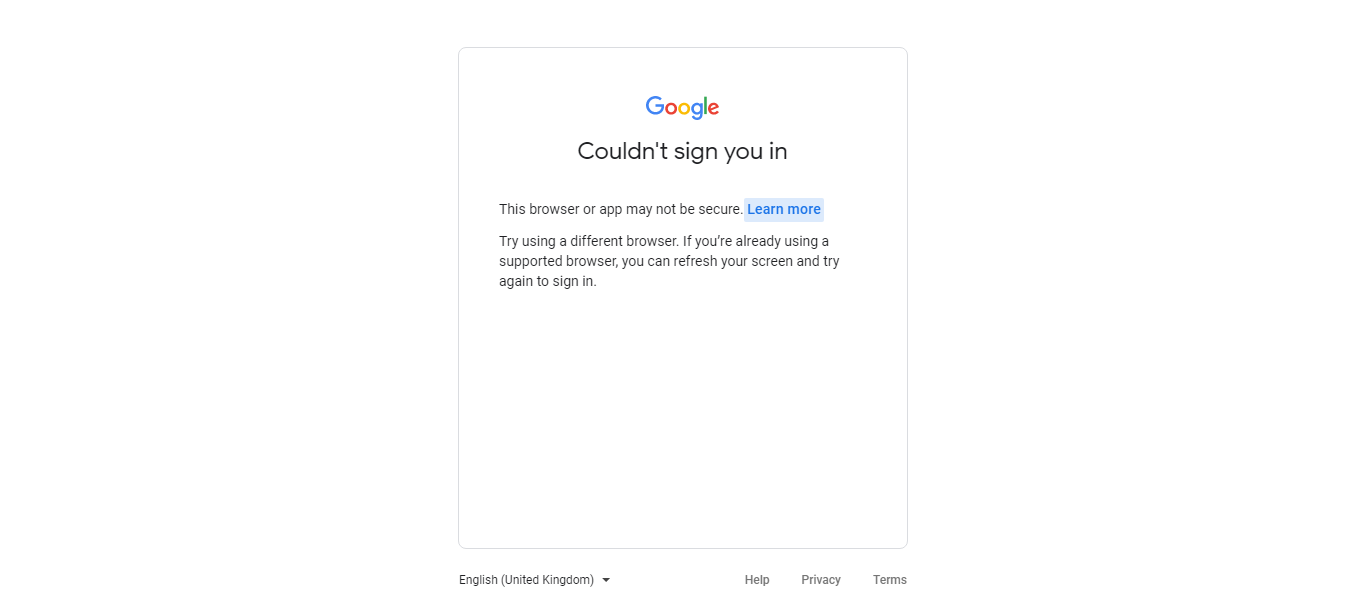 Google
Couldn't sign you in
This browser or app may not be secure. Learn more
Try using a different browser. If you’re already using a
supported browser, you can refresh your screen and try
again to sign in.
English (United Kingdom)
Help
Privacy
Terms